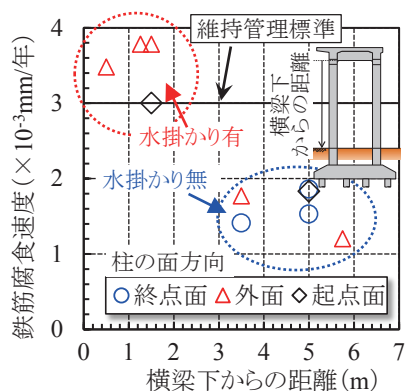 4
3
2
1
0
鉄筋腐食速度(×10⁻³mm/年)
維持管理標準
横梁下
からの距離
水掛かり有
水掛かり無
柱の面方向
終点面 外面 起点面
0 1 2 3 4 5 6 7
横梁下からの距離(m)